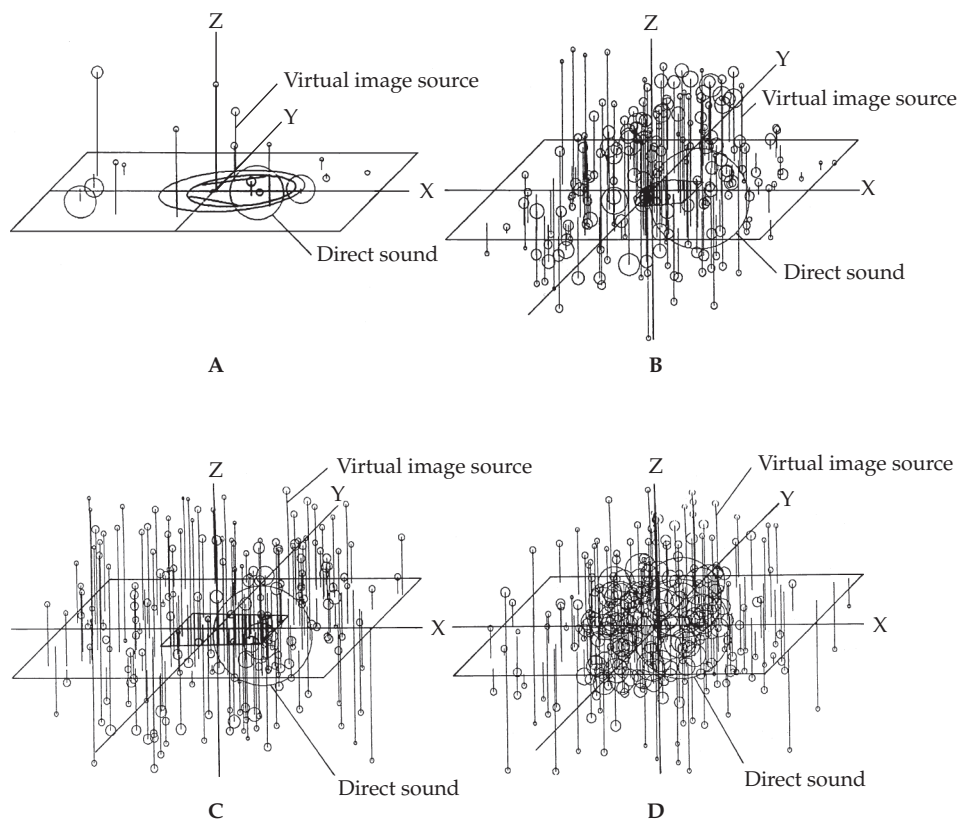 Z
Virtual image source
Y
X
Direct sound
A
Z
Y
Virtual image source
X
Direct sound
B
Z
Virtual image source
Y
X
Direct sound
C
Z
Virtual image source
Y
X
Direct sound
D